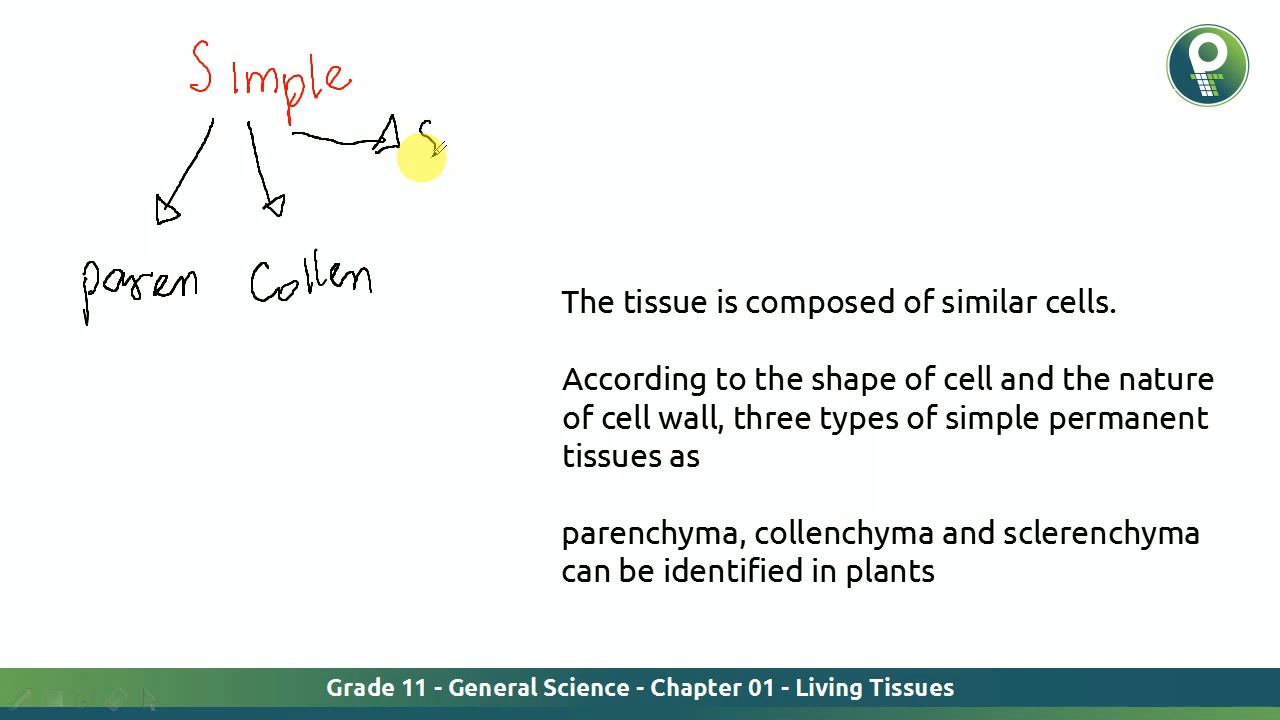 Simple
S
paren collen
The tissue is composed of similar cells.
According to the shape of cell and the nature
of cell wall, three types of simple permanent
tissues as
parenchyma, collenchyma and sclerenchyma
can be identified in plants
Grade 11 - General Science - Chapter 01 - Living Tissues